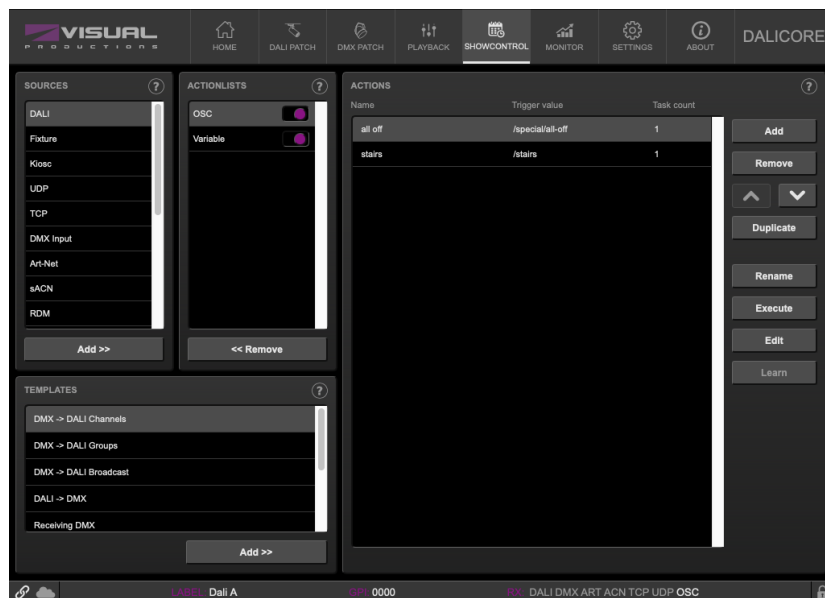 VISUAL
PRODUCTIONS
HOME
DALI PATCH
DMX PATCH
PLAYBACK
SHOWCONTROL
MONITOR
SETTINGS
ABOUT
DALICORE
SOURCES ?
DALI
Fixture
Kiosc
UDP
TCP
DMX Input
Art-Net
sACN
RDM
Add >>
ACTIONLISTS ?
OSC
Variable
<< Remove
TEMPLATES ?
DMX -> DALI Channels
DMX -> DALI Groups
DMX -> DALI Broadcast
DALI -> DMX
Receiving DMX
Add >>
ACTIONS ?
Name Trigger value Task count
all off /special/all-off 1
stairs /stairs 1
Add
Remove
Duplicate
Rename
Execute
Edit
Learn
LABEL: Dali A GPI: 0000 RX: DALI DMX ART ACN TCP UDP OSC